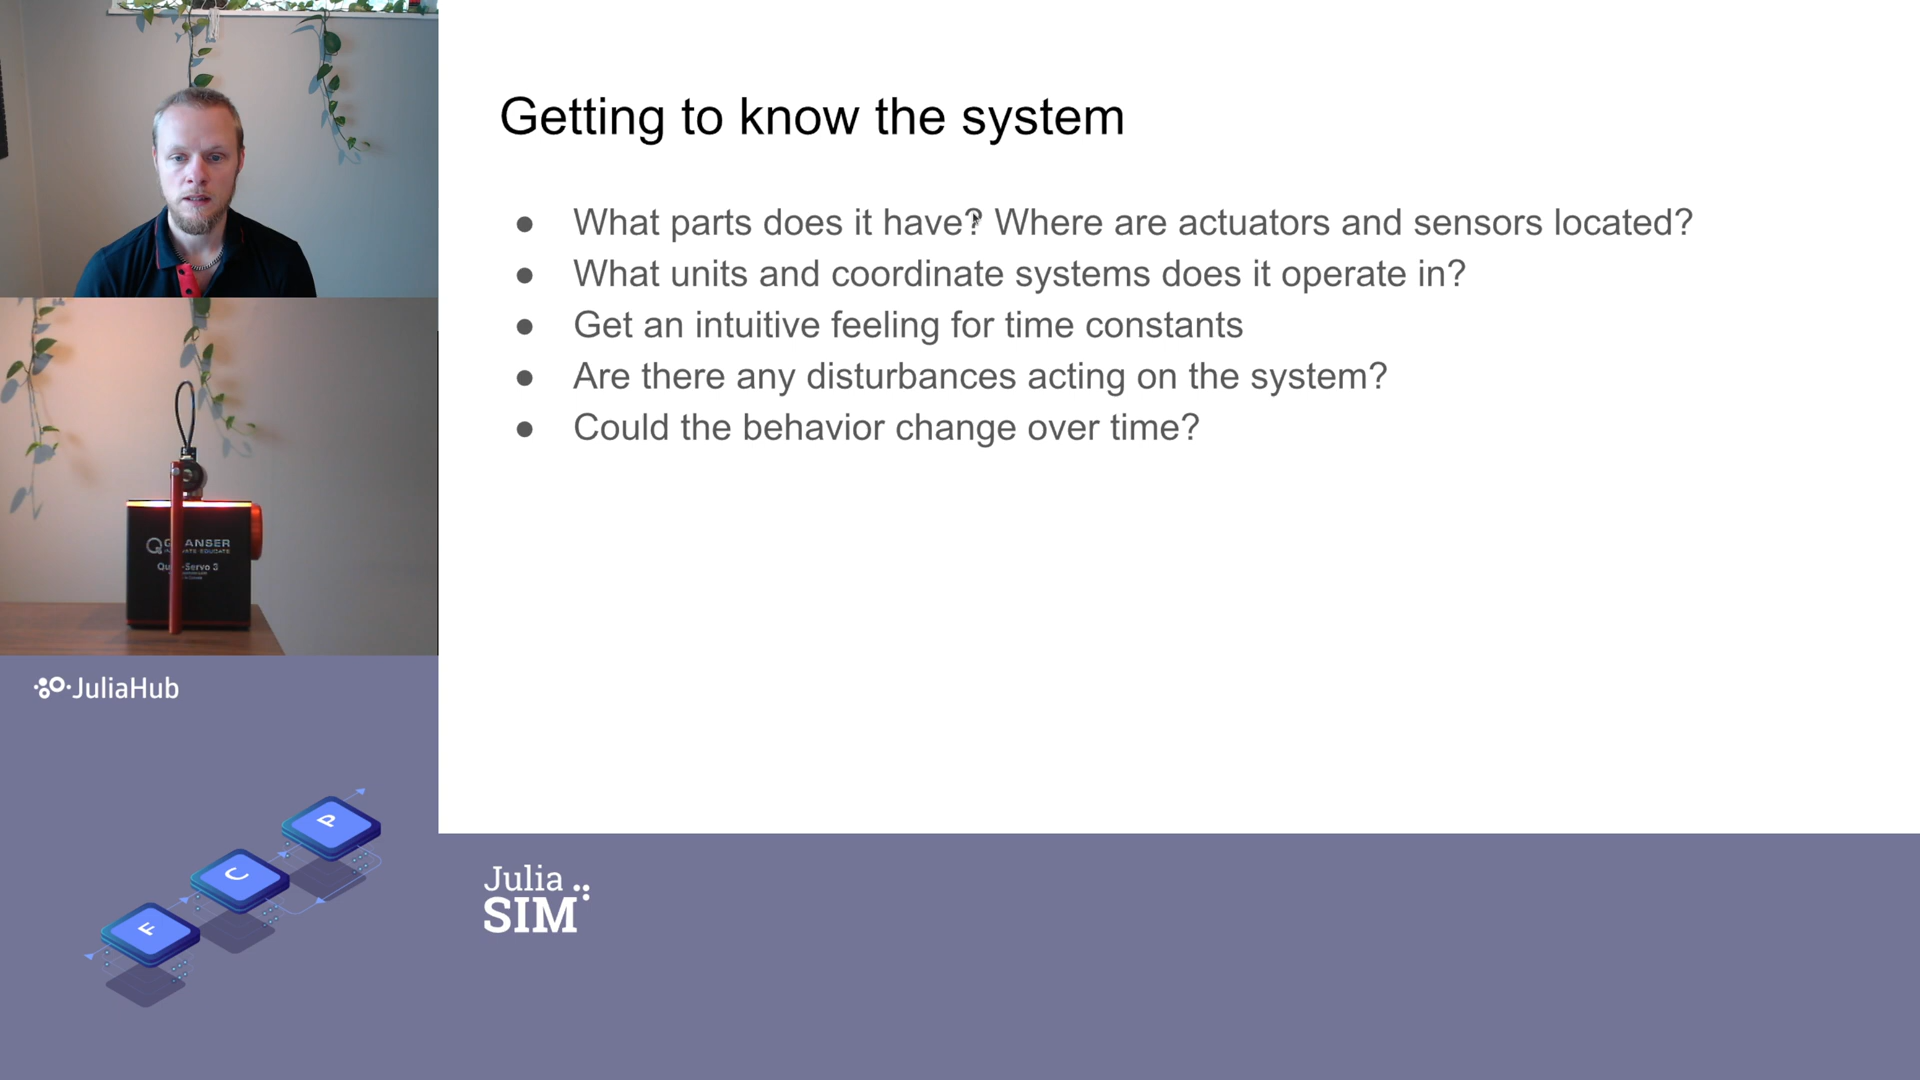 Getting to know the system
● What parts does it have? Where are actuators and sensors located?
● What units and coordinate systems does it operate in?
● Get an intuitive feeling for time constants
● Are there any disturbances acting on the system?
● Could the behavior change over time?
JuliaHub
P
C
F
Julia
SIM